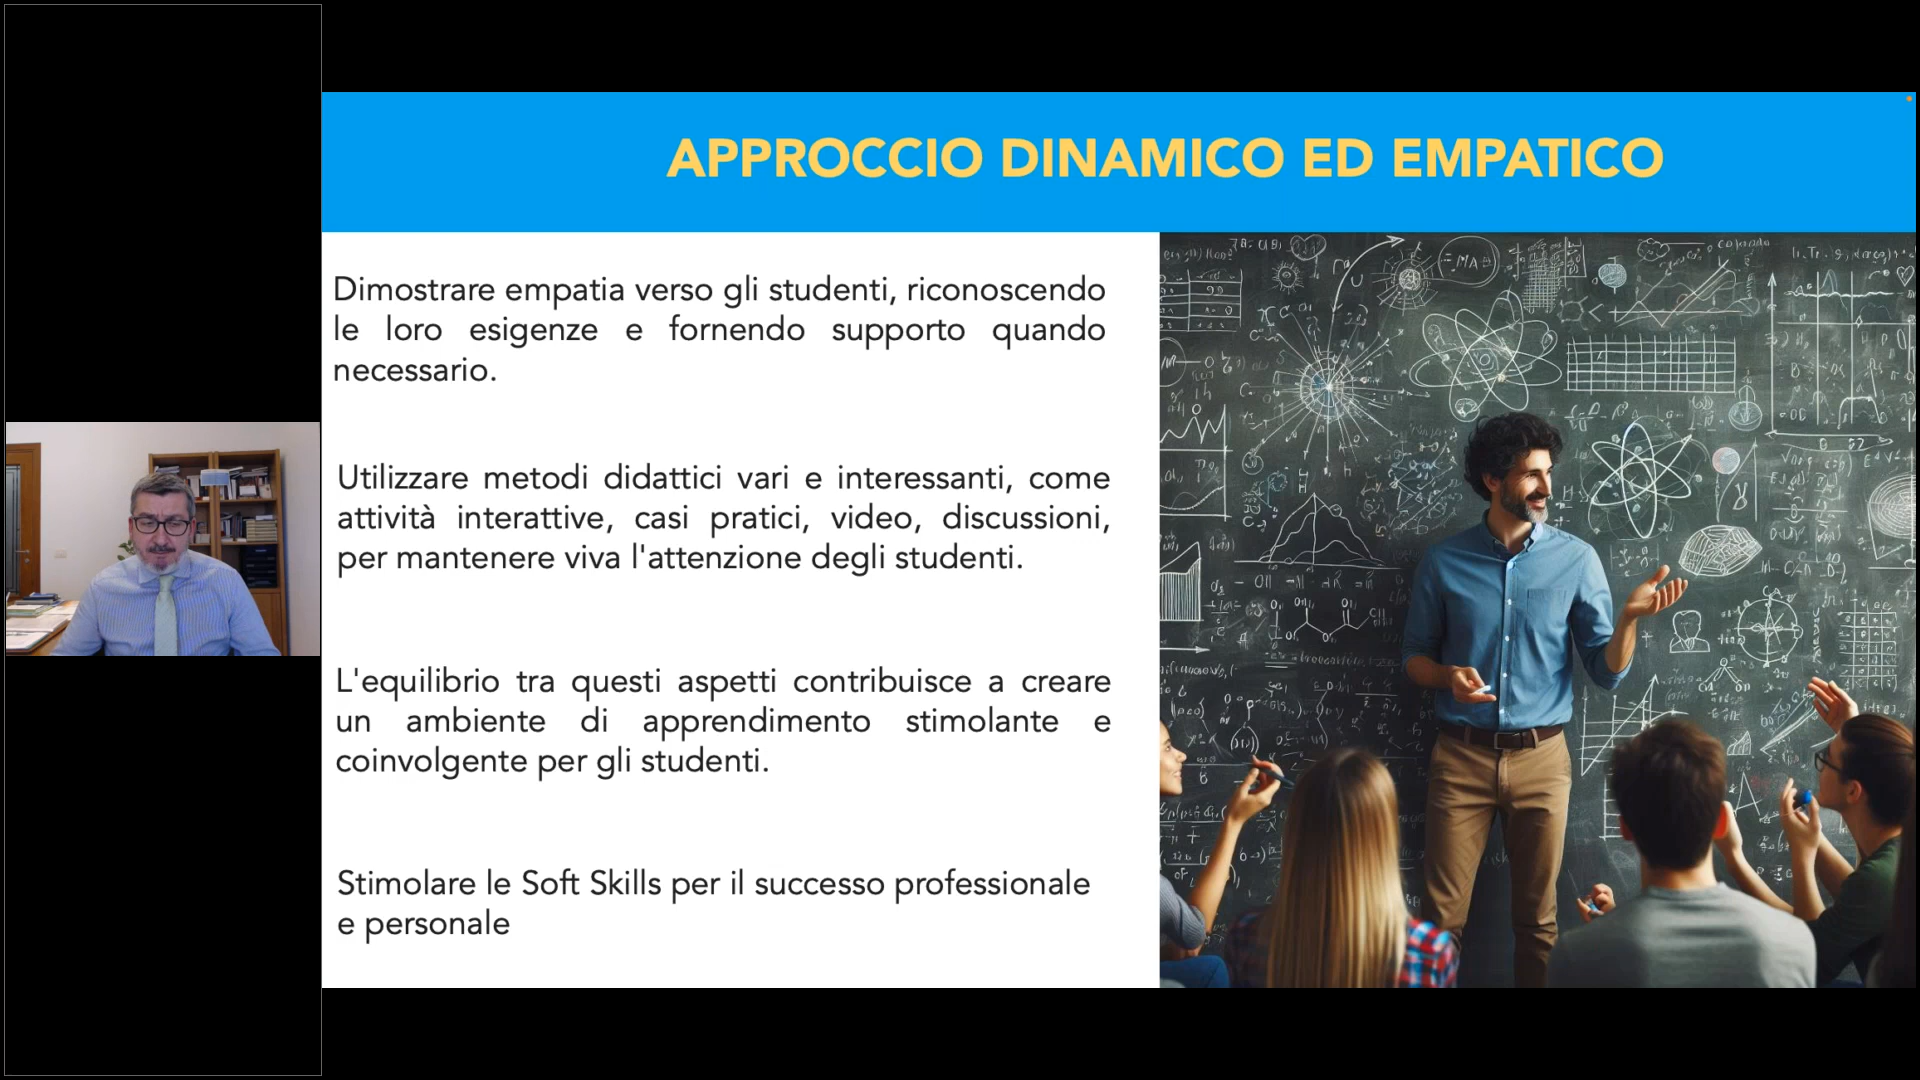 APPROCCIO DINAMICO ED EMPATICO
Dimostrare empatia verso gli studenti, riconoscendo
le loro esigenze e fornendo supporto quando
necessario.
Utilizzare metodi didattici vari e interessanti, come
attività interattive, casi pratici, video, discussioni,
per mantenere viva l'attenzione degli studenti.
L'equilibrio tra questi aspetti contribuisce a creare
un ambiente di apprendimento stimolante e
coinvolgente per gli studenti.
Stimolare le Soft Skills per il successo professionale
e personale